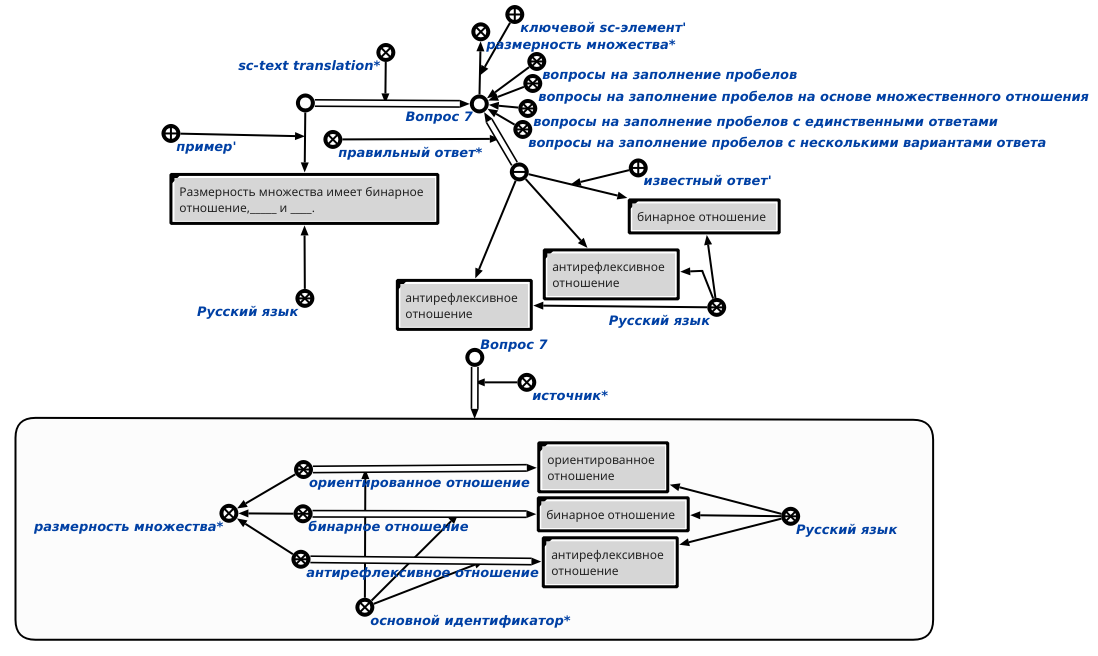 ключевой sc-элемент'
размерность множества*
sc-text translation*
вопросы на заполнение пробелов
вопросы на заполнение пробелов на основе множественного отношения
Вопрос 7
вопросы на заполнение пробелов с единственными ответами
пример'
правильный ответ*
вопросы на заполнение пробелов с несколькими вариантами ответа
известный ответ'
Размерность множества имеет бинарное
отношение,_____ и ____.
бинарное отношение
антирефлексивное
отношение
антирефлексивное
отношение
Русский язык
Русский язык
Вопрос 7
источник*
ориентированное
отношение
ориентированное отношение
бинарное отношение
размерность множества*
бинарное отношение
Русский язык
антирефлексивное
отношение
антирефлексивное отношение
основной идентификатор*